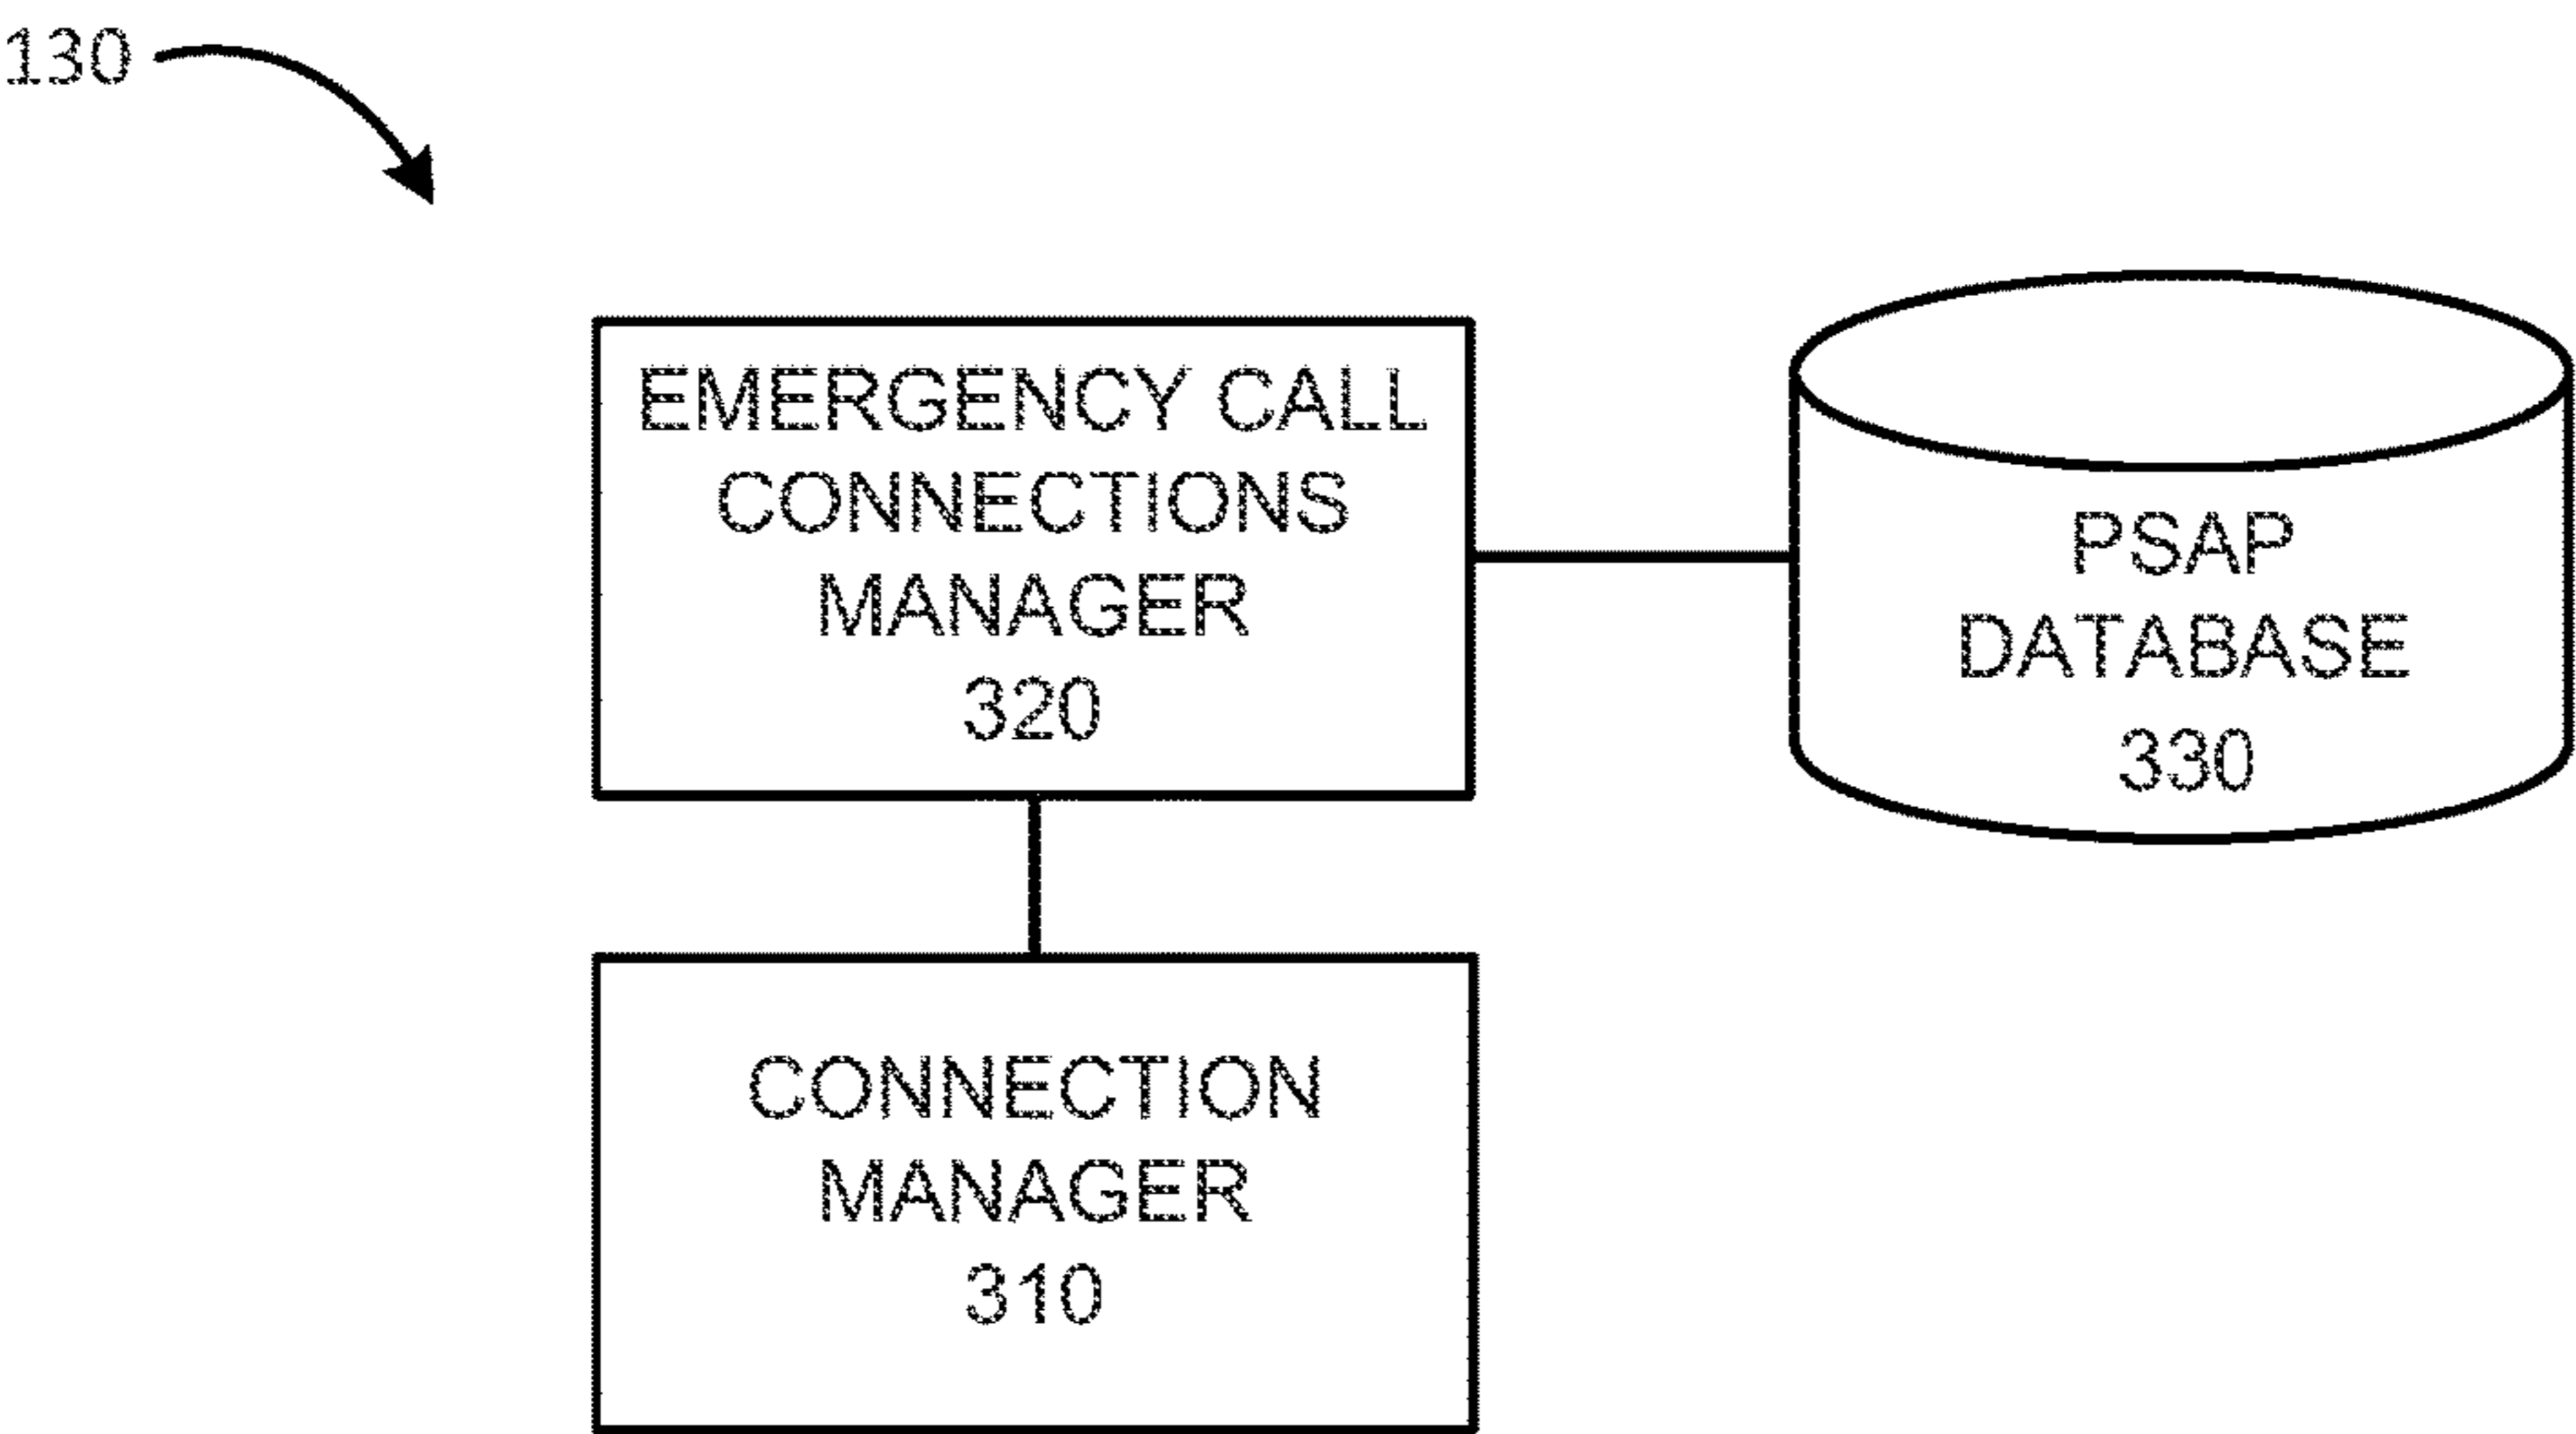 130
EMERGENCY CALL
CONNECTIONS
MANAGER
320
PSAP
DATABASE
330
CONNECTION
MANAGER
310